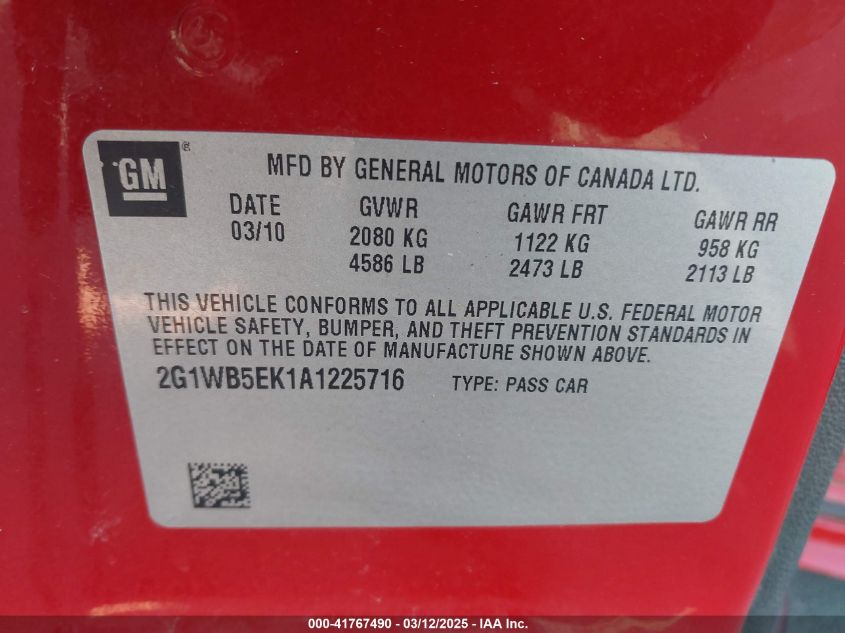 GM
MFD BY GENERAL MOTORS OF CANADA LTD.
DATE GVWR GAWR FRT GAWR RR
03/10 2080 KG 1122 KG 958 KG
4586 LB 2473 LB 2113 LB
THIS VEHICLE CONFORMS TO ALL APPLICABLE U.S. FEDERAL MOTOR
VEHICLE SAFETY, BUMPER, AND THEFT PREVENTION STANDARDS IN
EFFECT ON THE DATE OF MANUFACTURE SHOWN ABOVE.
2G1WB5EK1A1225716 TYPE: PASS CAR
000-41767490 - 03/12/2025 - IAA Inc.